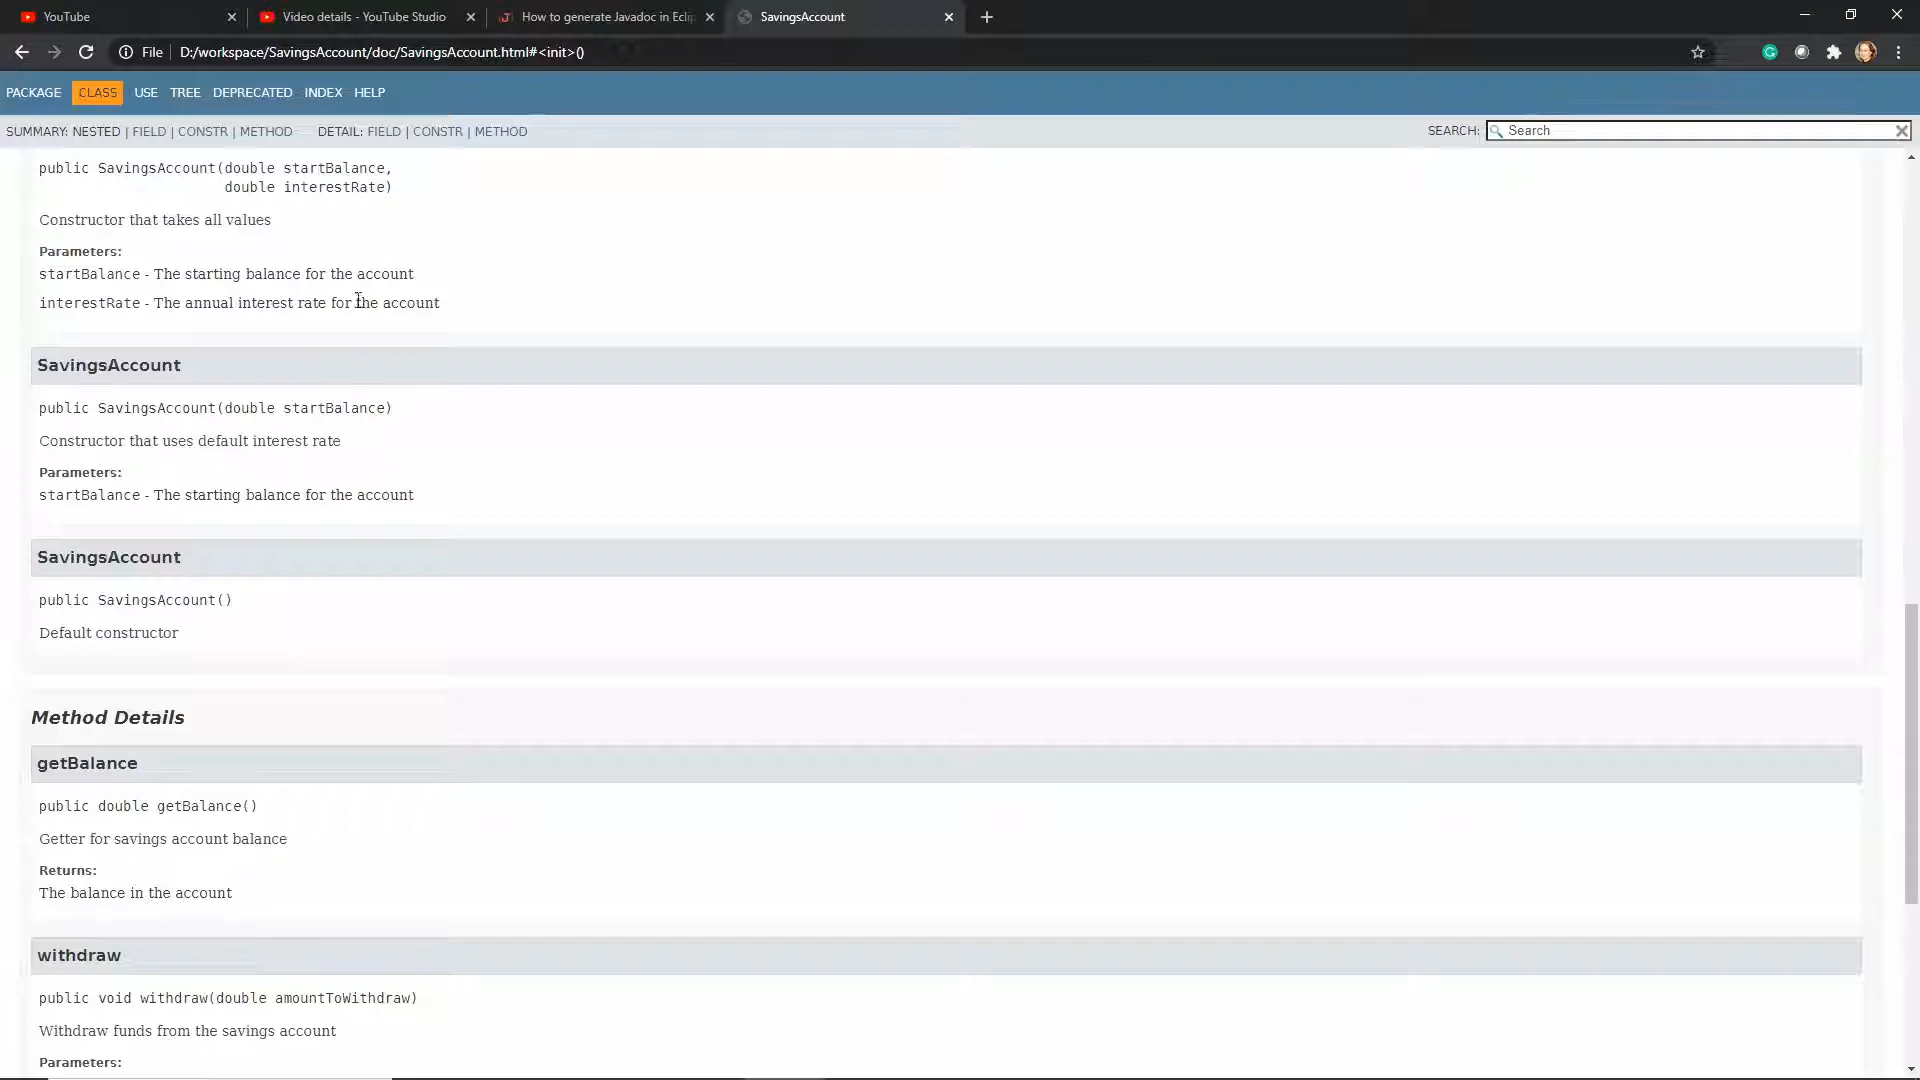 YouTube
Video details - YouTube Studio
How to generate Javadoc in Ecli
SavingsAccount
File
D:/workspace/SavingsAccount/doc/SavingsAccount.html#<init>()
PACKAGE CLASS USE TREE DEPRECATED INDEX HELP
SUMMARY: NESTED | FIELD | CONSTR | METHOD DETAIL: FIELD | CONSTR | METHOD
SEARCH: Search
public SavingsAccount(double startBalance,
double interestRate)
Constructor that takes all values
Parameters:
startBalance - The starting balance for the account
interestRate - The annual interest rate for the account
SavingsAccount
public SavingsAccount(double startBalance)
Constructor that uses default interest rate
Parameters:
startBalance - The starting balance for the account
SavingsAccount
public SavingsAccount()
Default constructor
Method Details
getBalance
public double getBalance()
Getter for savings account balance
Returns:
The balance in the account
withdraw
public void withdraw(double amountToWithdraw)
Withdraw funds from the savings account
Parameters: